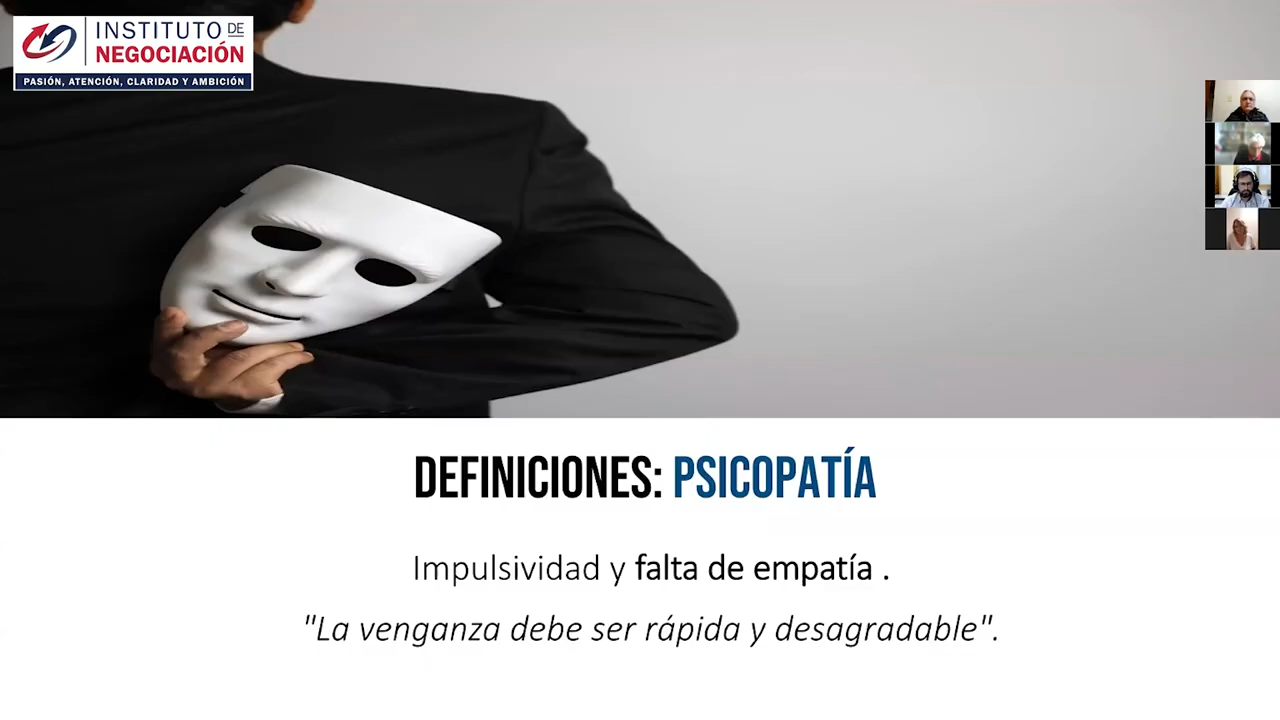 INSTITUTO DE
NEGOCIACIÓN
PASIÓN, ATENCIÓN, CLARIDAD Y AMBICIÓN
DEFINICIONES: PSICOPATÍA
Impulsividad y falta de empatía .
"La venganza debe ser rápida y desagradable".